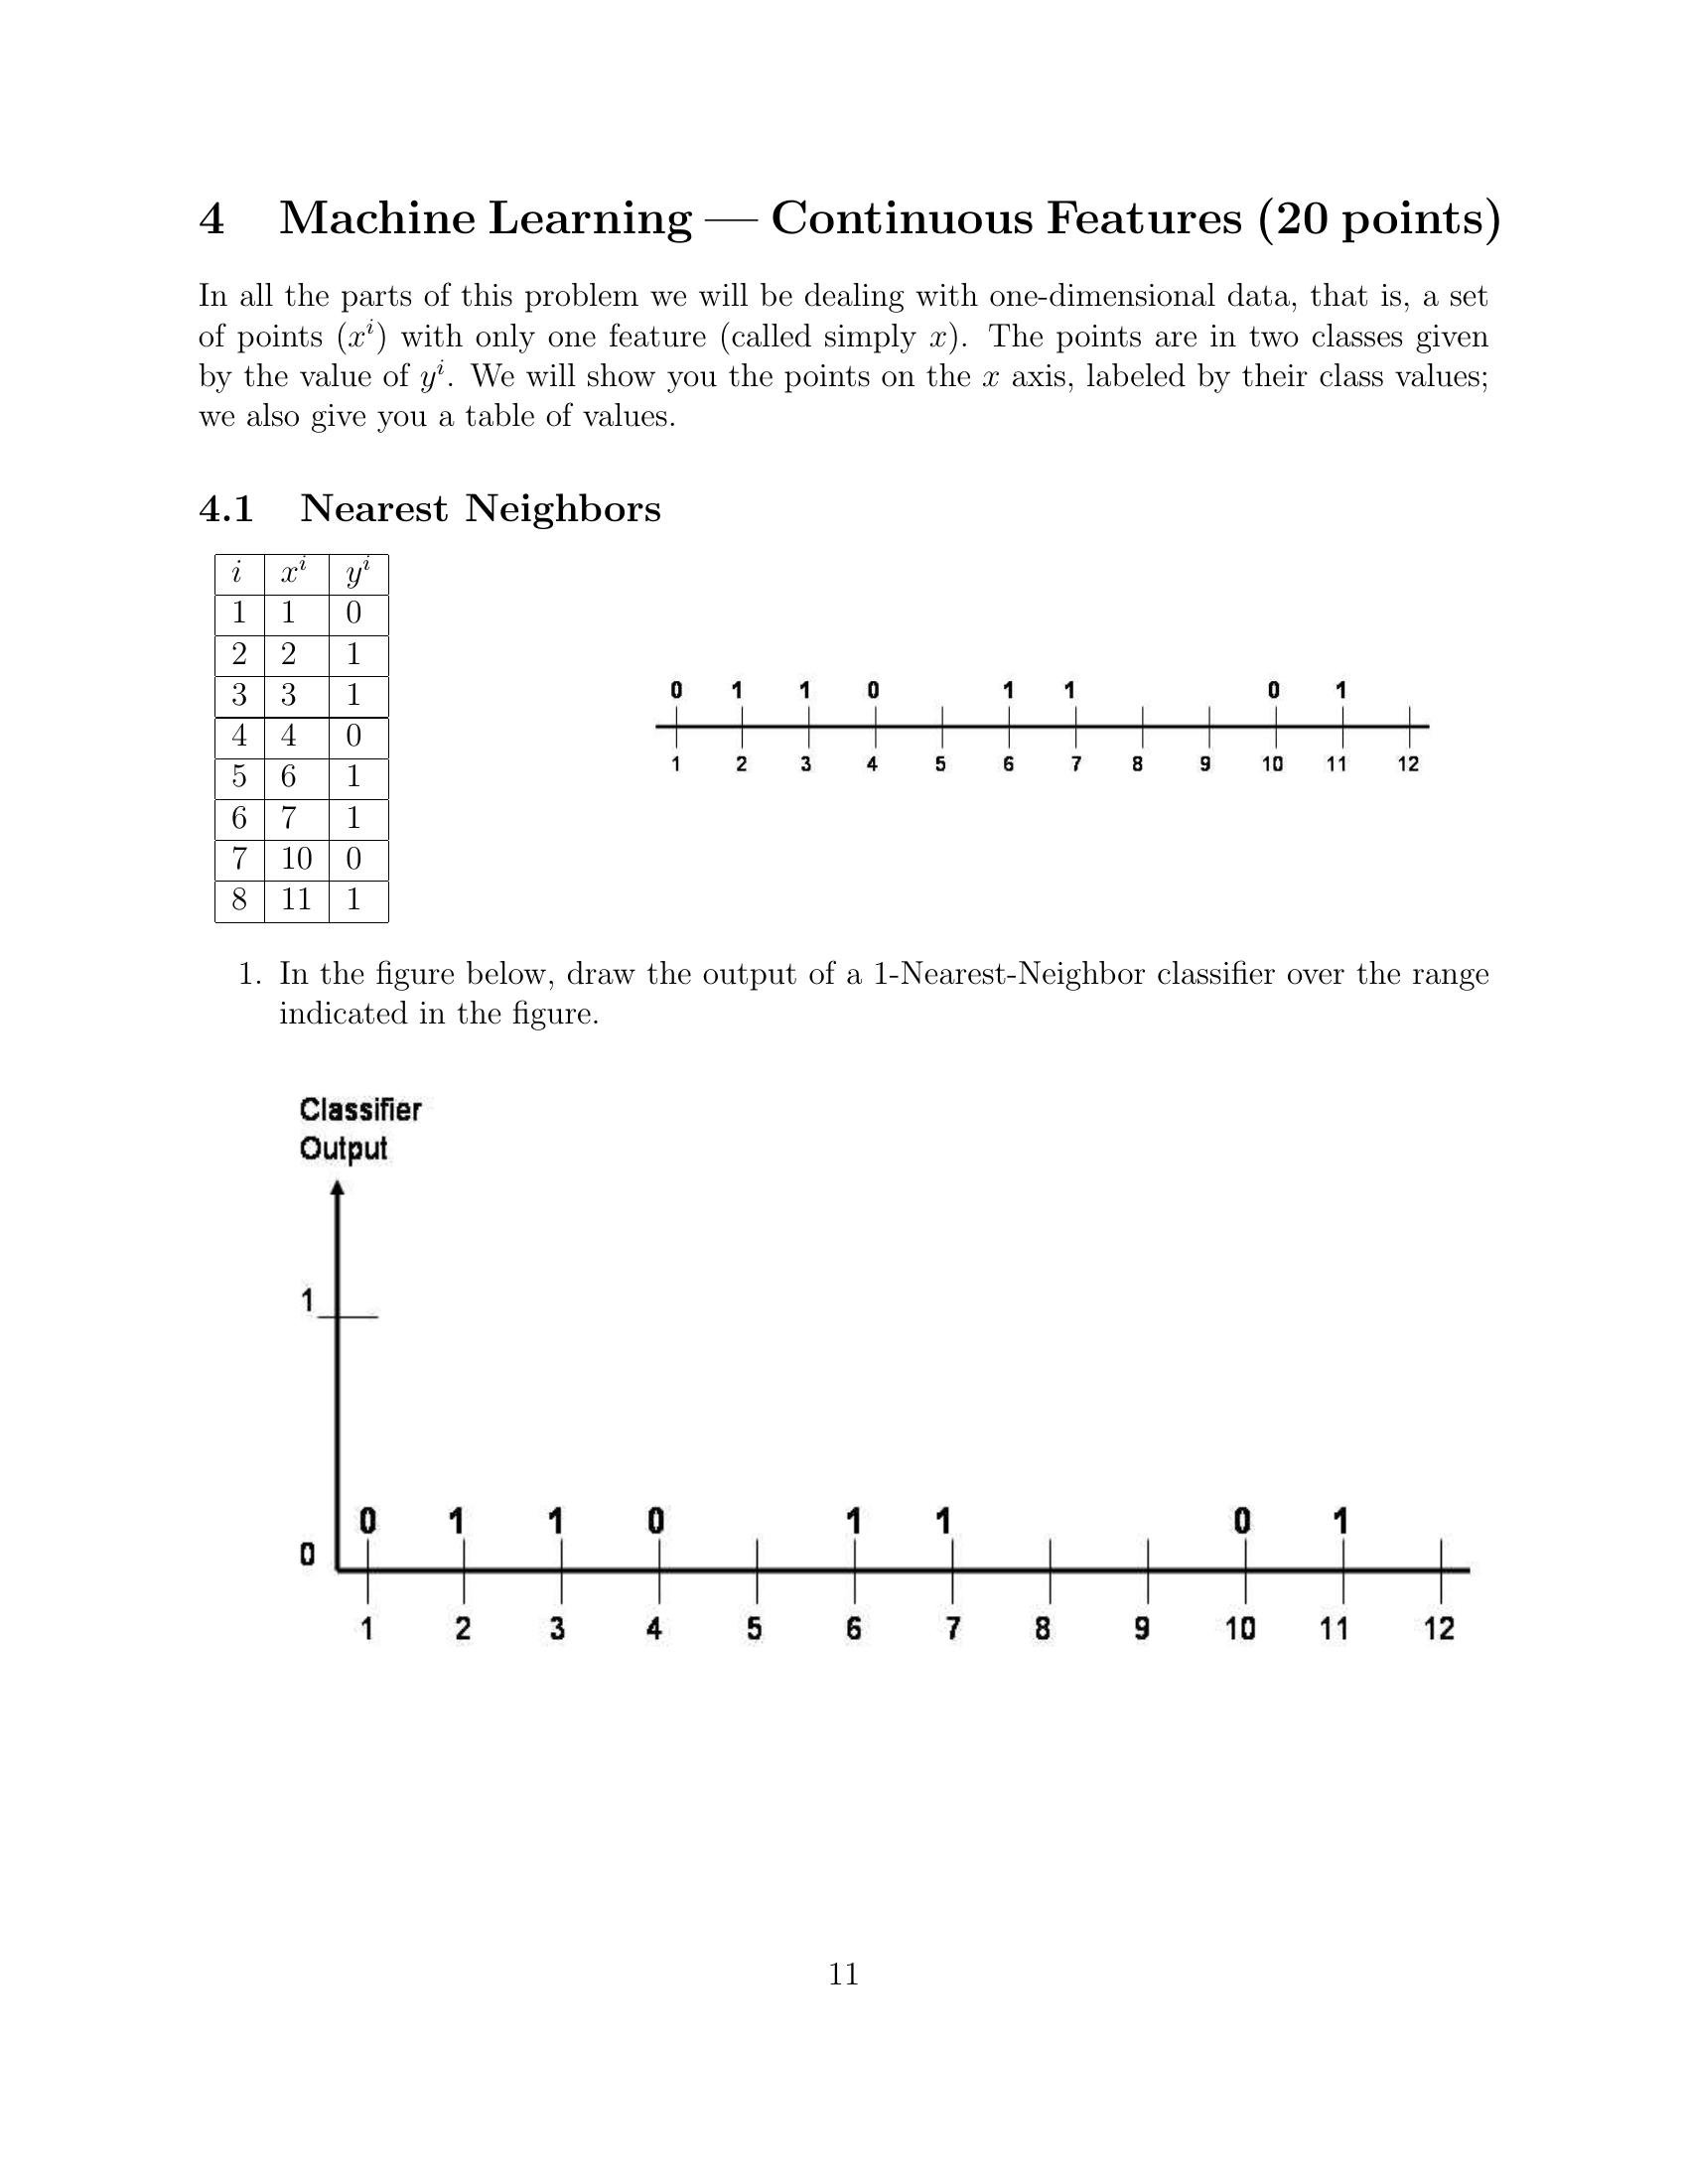 4 Machine Learning — Continuous Features (20 points)
In all the parts of this problem we will be dealing with one-dimensional data, that is, a set
of points (xⁱ) with only one feature (called simply x). The points are in two classes given
by the value of yⁱ. We will show you the points on the x axis, labeled by their class values;
we also give you a table of values.
4.1 Nearest Neighbors
i xⁱ yⁱ
1 1 0
2 2 1
3 3 1
4 4 0
5 6 1
6 7 1
7 10 0
8 11 1
0 1 1 0 1 1 0 1
1 2 3 4 5 6 7 8 9 10 11 12
1. In the figure below, draw the output of a 1-Nearest-Neighbor classifier over the range
indicated in the figure.
Classifier
Output
1
0 1 1 0 1 1 0 1
0
1 2 3 4 5 6 7 8 9 10 11 12
11